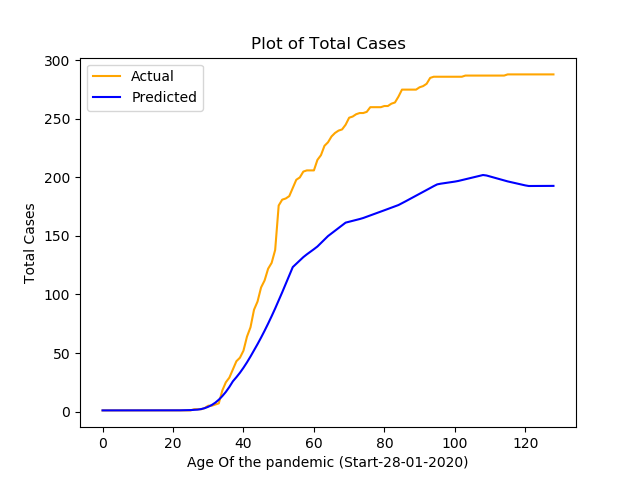 Plot of Total Cases
Actual
Predicted
300
250
200
150
100
50
0
Total Cases
0 20 40 60 80 100 120
Age Of the pandemic (Start-28-01-2020)